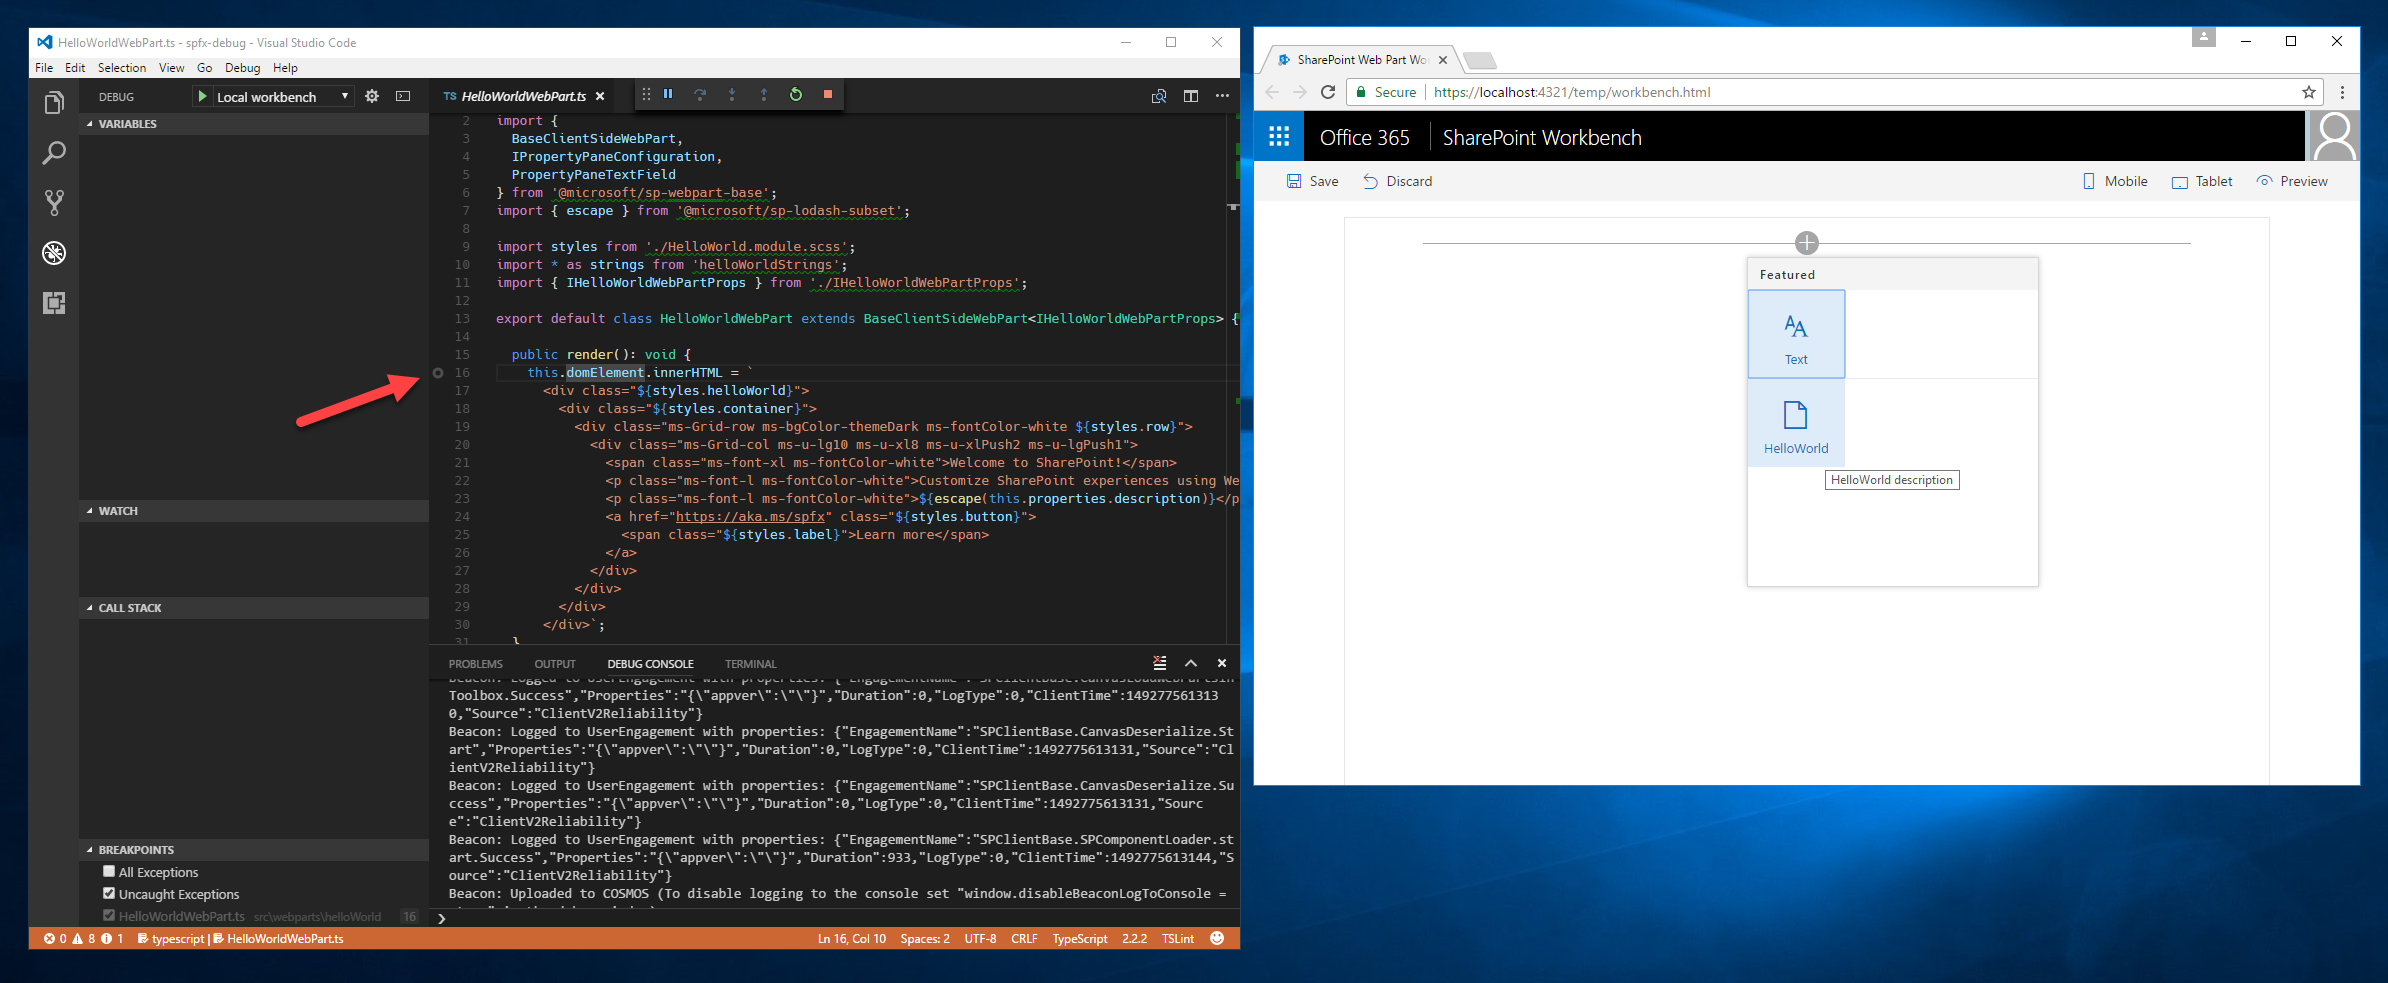 HelloWorldWebPart.ts - spfx-debug - Visual Studio Code
File Edit Selection View Go Debug Help
DEBUG Local workbench
VARIABLES
WATCH
CALL STACK
BREAKPOINTS
All Exceptions
Uncaught Exceptions
HelloWorldWebPart.ts src\webparts\helloWorld 16
TS HelloWorldWebPart.ts
2 import {
3 BaseClientSideWebPart,
4 IPropertyPaneConfiguration,
5 PropertyPaneTextField
6 } from '@microsoft/sp-webpart-base';
7 import { escape } from '@microsoft/sp-lodash-subset';
8
9 import styles from './HelloWorld.module.scss';
10 import * as strings from 'helloWorldStrings';
11 import { IHelloWorldWebPartProps } from './IHelloWorldWebPartProps';
12
13 export default class HelloWorldWebPart extends BaseClientSideWebPart<IHelloWorldWebPartProps> {
14
15 public render(): void {
16 this.domElement.innerHTML = `
17 <div class="${styles.helloWorld}">
18 <div class="${styles.container}">
19 <div class="ms-Grid-row ms-bgColor-themeDark ms-fontColor-white ${styles.row}">
20 <div class="ms-Grid-col ms-u-lg10 ms-u-xl8 ms-u-xlPush2 ms-u-lgPush1">
21 <span class="ms-font-xl ms-fontColor-white">Welcome to SharePoint!</span>
22 <p class="ms-font-l ms-fontColor-white">Customize SharePoint experiences using We
23 <p class="ms-font-l ms-fontColor-white">${escape(this.properties.description)}</p
24 <a href="https://aka.ms/spfx" class="${styles.button}">
25 <span class="${styles.label}">Learn more</span>
26 </a>
27 </div>
28 </div>
29 </div>
30 </div>`;
31 }
PROBLEMS OUTPUT DEBUG CONSOLE TERMINAL
Beacon: Logged to UserEngagement with properties: {"EngagementName":"SPClientBase.CanvasLoadWebPartsIn
Toolbox.Success","Properties":"{\"appver\":\"\"}","Duration":0,"LogType":0,"ClientTime":149277561313
0,"Source":"ClientV2Reliability"}
Beacon: Logged to UserEngagement with properties: {"EngagementName":"SPClientBase.CanvasDeserialize.St
art","Properties":"{\"appver\":\"\"}","Duration":0,"LogType":0,"ClientTime":1492775613131,"Source":"Cl
ientV2Reliability"}
Beacon: Logged to UserEngagement with properties: {"EngagementName":"SPClientBase.CanvasDeserialize.Su
ccess","Properties":"{\"appver\":\"\"}","Duration":0,"LogType":0,"ClientTime":1492775613131,"Sourc
e":"ClientV2Reliability"}
Beacon: Logged to UserEngagement with properties: {"EngagementName":"SPClientBase.SPComponentLoader.st
art.Success","Properties":"{\"appver\":\"\"}","Duration":933,"LogType":0,"ClientTime":1492775613144,"S
ource":"ClientV2Reliability"}
Beacon: Uploaded to COSMOS (To disable logging to the console set "window.disableBeaconLogToConsole =
0 8 1 typescript | HelloWorldWebPart.ts Ln 16, Col 10 Spaces: 2 UTF-8 CRLF TypeScript 2.2.2 TSLint
SharePoint Web Part Wo
Secure https://localhost:4321/temp/workbench.html
Office 365 SharePoint Workbench
Save Discard Mobile Tablet Preview
Featured
Text
HelloWorld
HelloWorld description